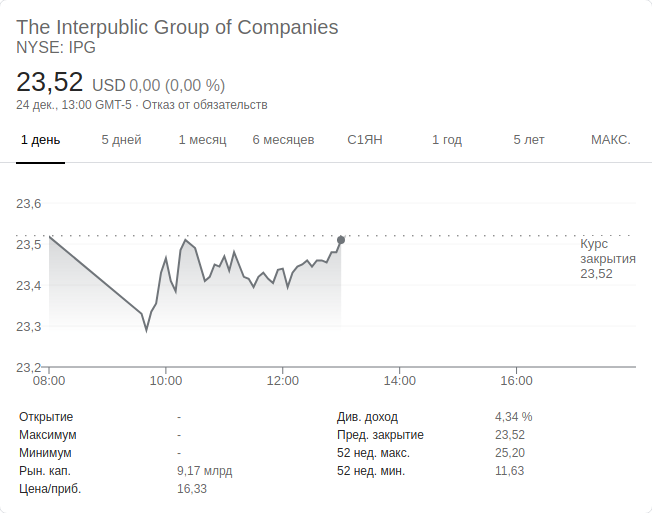 The Interpublic Group of Companies
NYSE: IPG
23,52 USD 0,00 (0,00 %)
24 дек., 13:00 GMT-5 · Отказ от обязательств
1 день 5 дней 1 месяц 6 месяцев С1ЯН 1 год 5 лет МАКС.
23,6
23,5
23,4
23,3
23,2
Курс
закрытия
23,52
08:00 10:00 12:00 14:00 16:00
Открытие - Див. доход 4,34 %
Максимум - Пред. закрытие 23,52
Минимум - 52 нед. макс. 25,20
Рын. кап. 9,17 млрд 52 нед. мин. 11,63
Цена/приб. 16,33